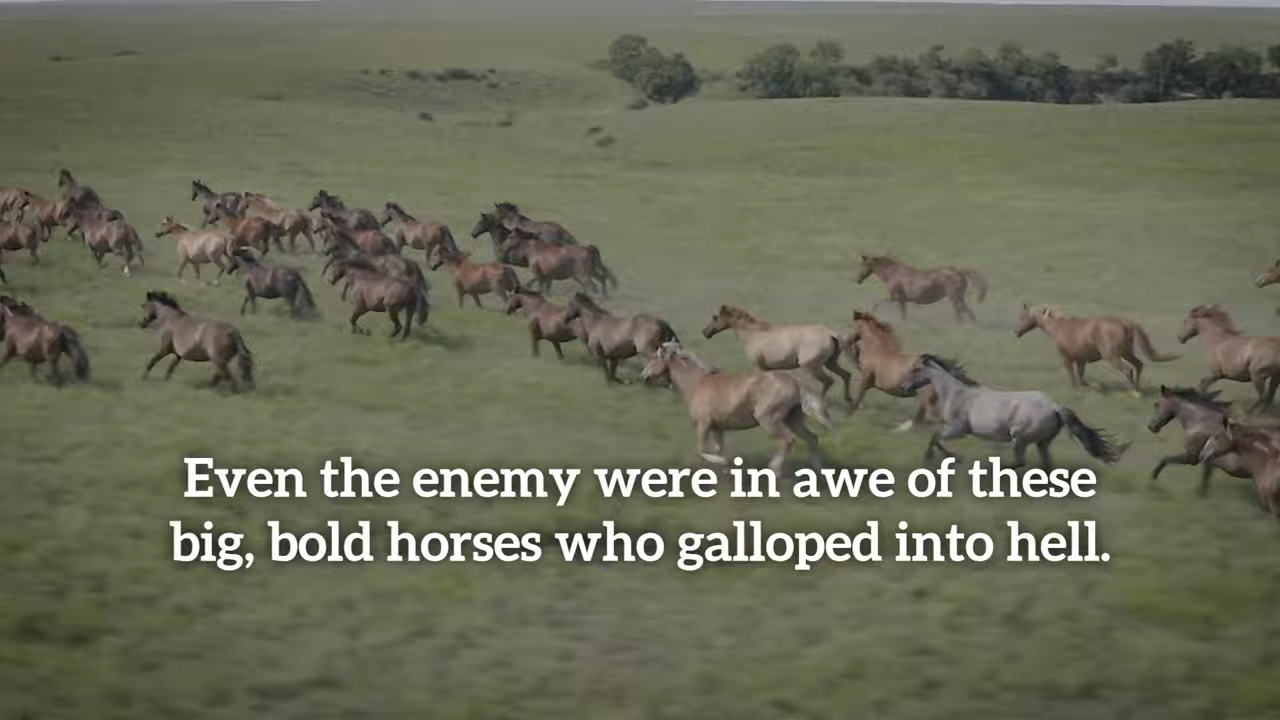 Even the enemy were in awe of these
big, bold horses who galloped into hell.